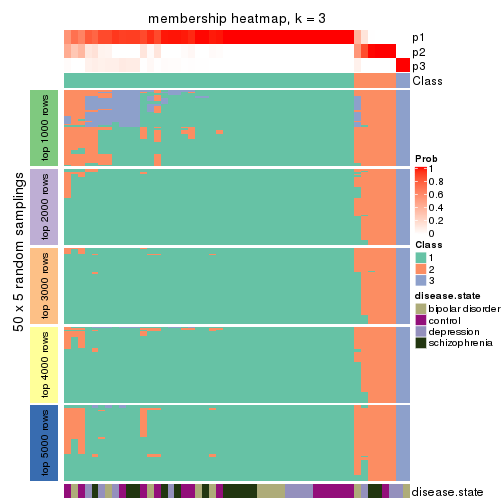 membership heatmap, k = 3
p1
p2
p3
Class
50 x 5 random samplings
top 1000 rows
top 2000 rows
top 3000 rows
top 4000 rows
top 5000 rows
disease.state
Prob
1
0.8
0.6
0.4
0.2
0
Class
1
2
3
disease.state
bipolar disorder
control
depression
schizophrenia